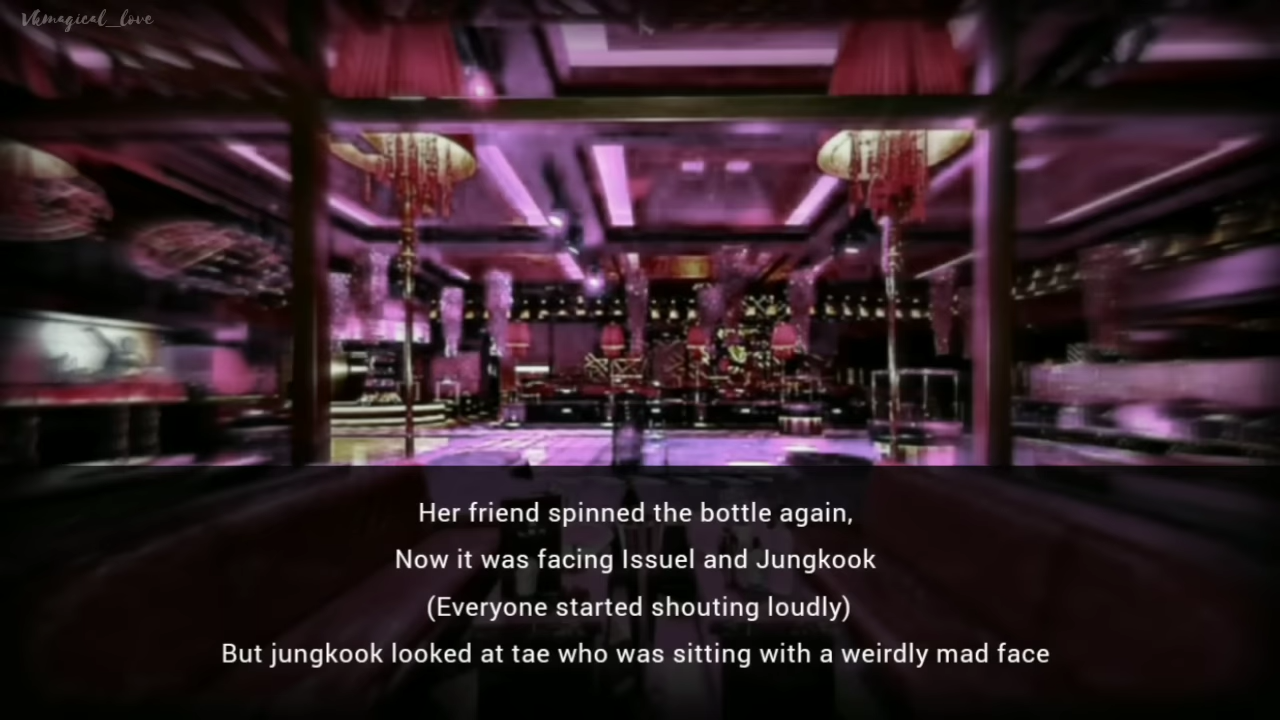 Vkmagical_love
Her friend spinned the bottle again,
Now it was facing Issuel and Jungkook
(Everyone started shouting loudly)
But jungkook looked at tae who was sitting with a weirdly mad face